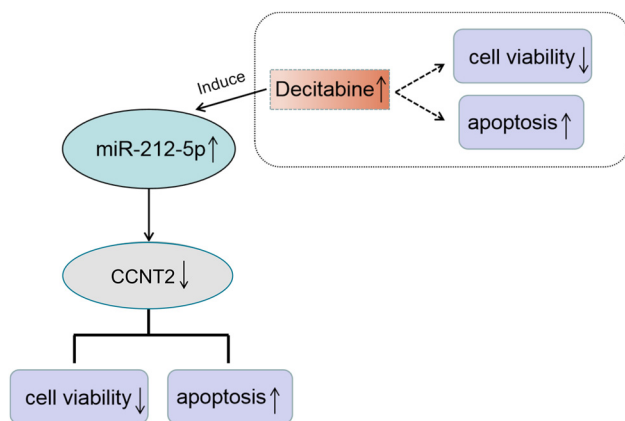 cell viability↓
Induce
Decitabine↑
apoptosis↑
miR-212-5p↑
CCNT2↓
cell viability↓
apoptosis↑